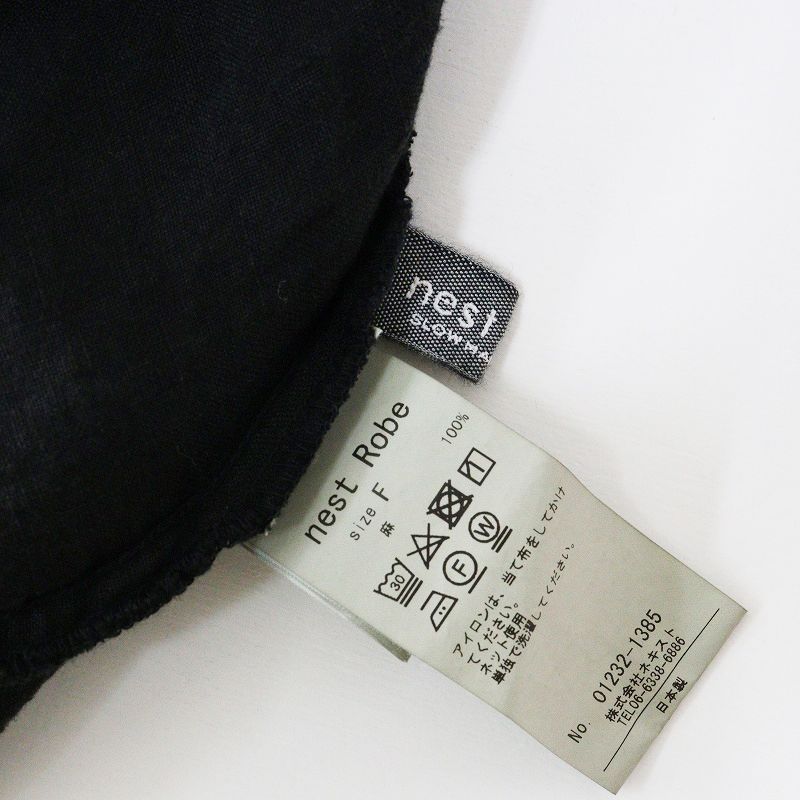 nest
nest Robe
size F
麻 100%
30
F W
アイロンは、当て布をしてかけ
てください。
ネット使用
単独で洗濯してください。
No. 01232-1385
株式会社ネキスト
TEL06-6338-6886
日本製